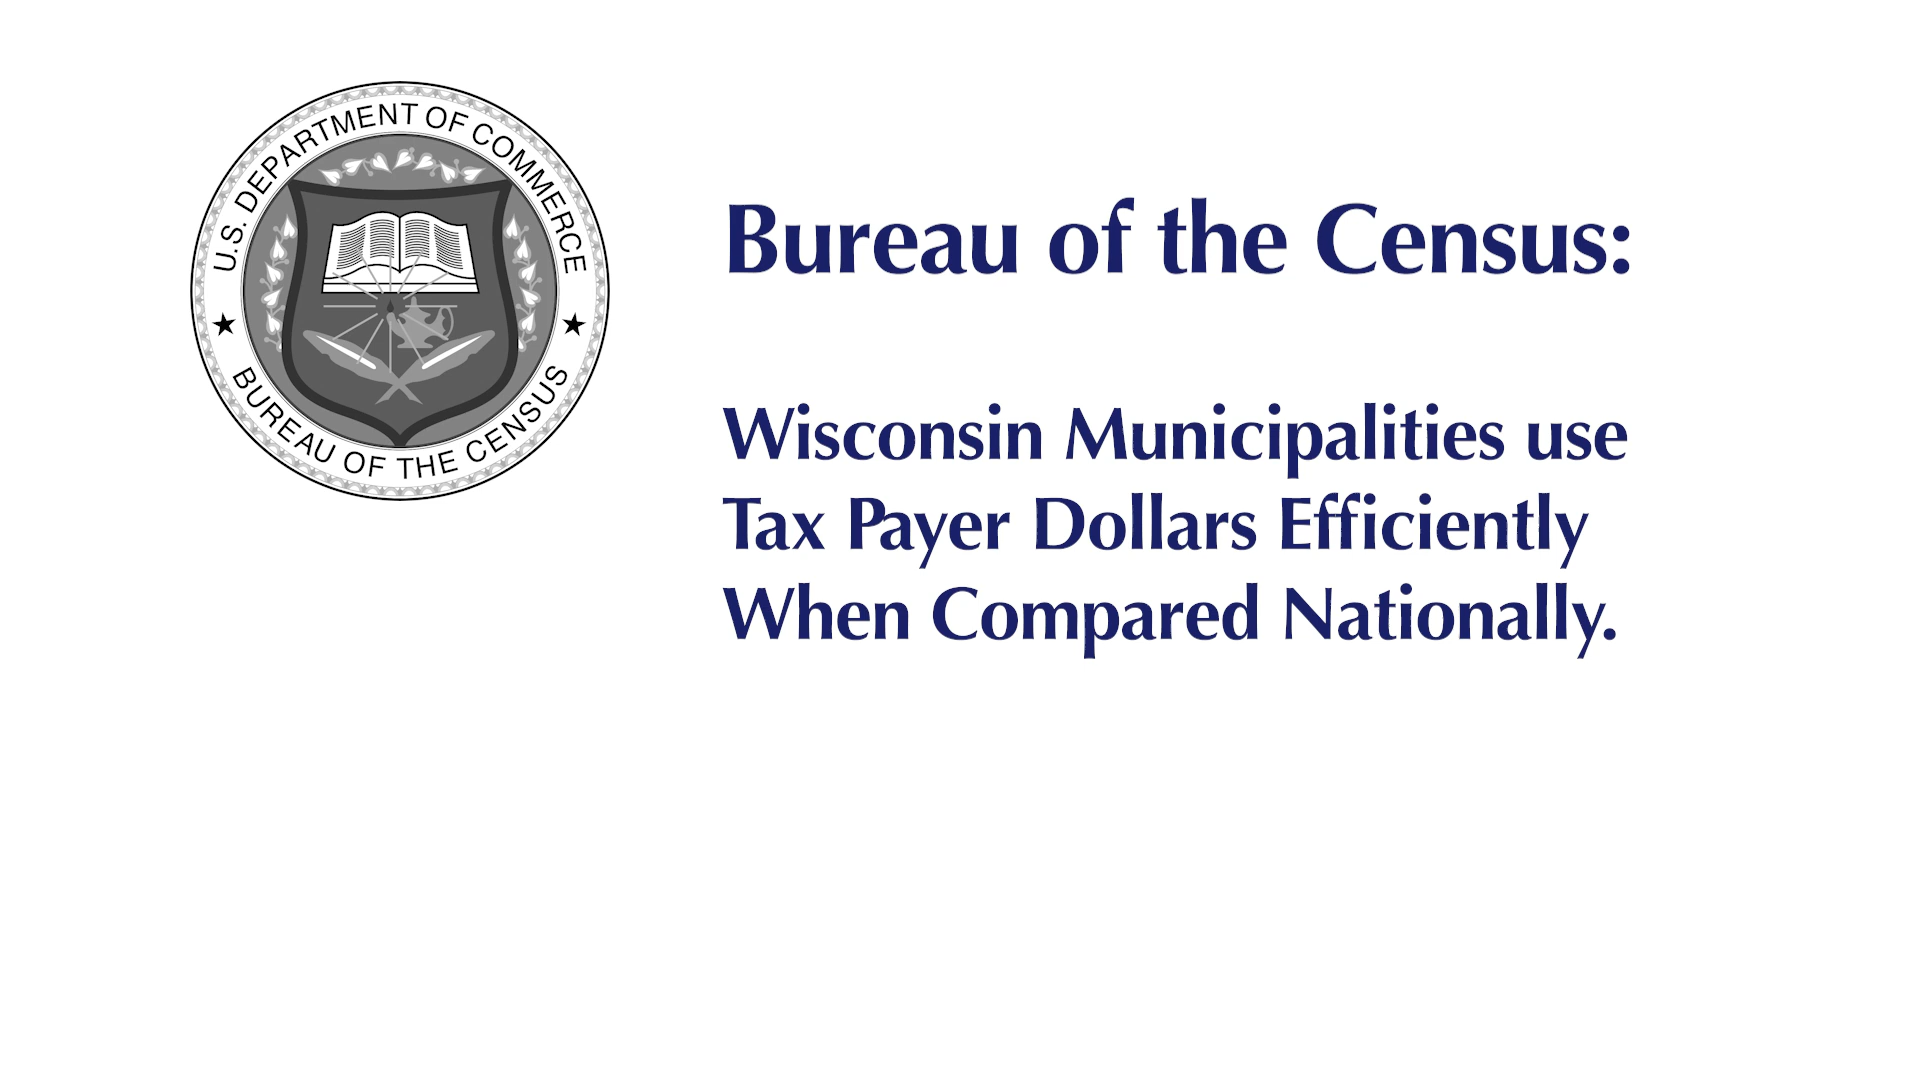 U.S. DEPARTMENT OF COMMERCE
BUREAU OF THE CENSUS
Bureau of the Census:
Wisconsin Municipalities use
Tax Payer Dollars Efficiently
When Compared Nationally.